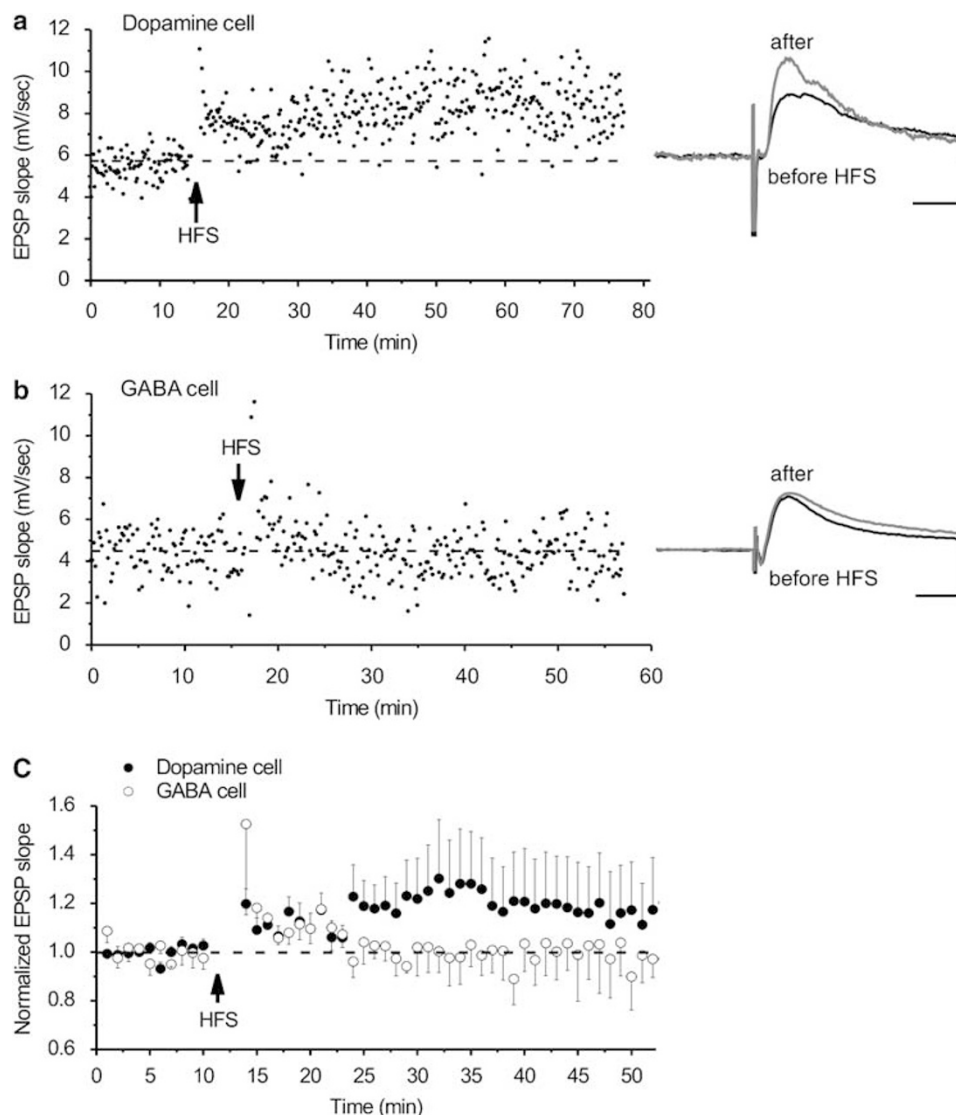 a
Dopamine cell
EPSP slope (mV/sec)
12
10
8
6
4
2
0
HFS
0 10 20 30 40 50 60 70 80
Time (min)
after
before HFS
b
GABA cell
EPSP slope (mV/sec)
12
10
8
6
4
2
0
HFS
0 10 20 30 40 50 60
Time (min)
after
before HFS
C
Dopamine cell
GABA cell
Normalized EPSP slope
1.6
1.4
1.2
1.0
0.8
0.6
HFS
0 5 10 15 20 25 30 35 40 45 50
Time (min)